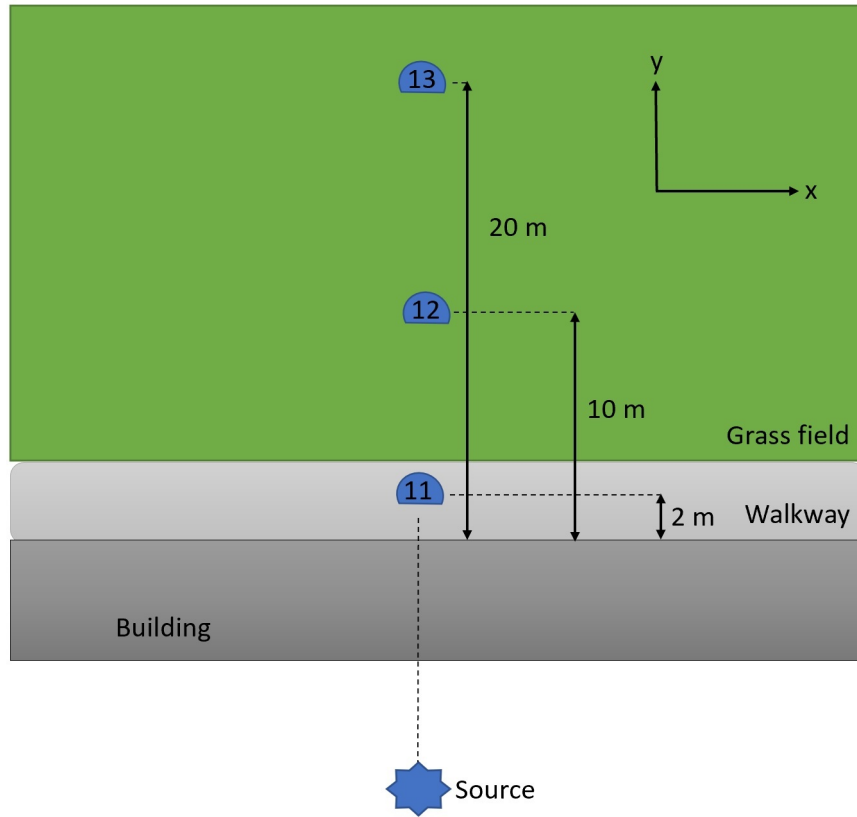 13
y
x
20 m
12
10 m
Grass field
11
2 m
Walkway
Building
Source